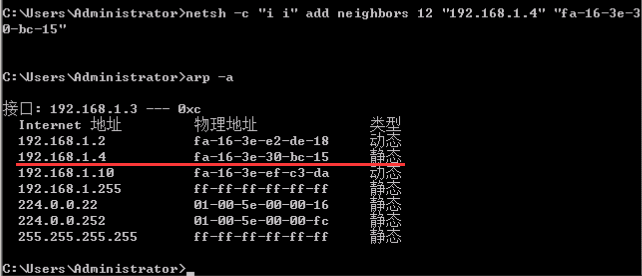 C:\Users\Administrator>netsh -c "i i" add neighbors 12 "192.168.1.4" "fa-16-3e-3
0-bc-15"
C:\Users\Administrator>arp -a
接口: 192.168.1.3 --- 0xc
Internet 地址 物理地址 类型
192.168.1.2 fa-16-3e-e2-de-18 动态
192.168.1.4 fa-16-3e-30-bc-15 静态
192.168.1.10 fa-16-3e-ef-c3-da 动态
192.168.1.255 ff-ff-ff-ff-ff-ff 静态
224.0.0.22 01-00-5e-00-00-16 静态
224.0.0.252 01-00-5e-00-00-fc 静态
255.255.255.255 ff-ff-ff-ff-ff-ff 静态
C:\Users\Administrator>